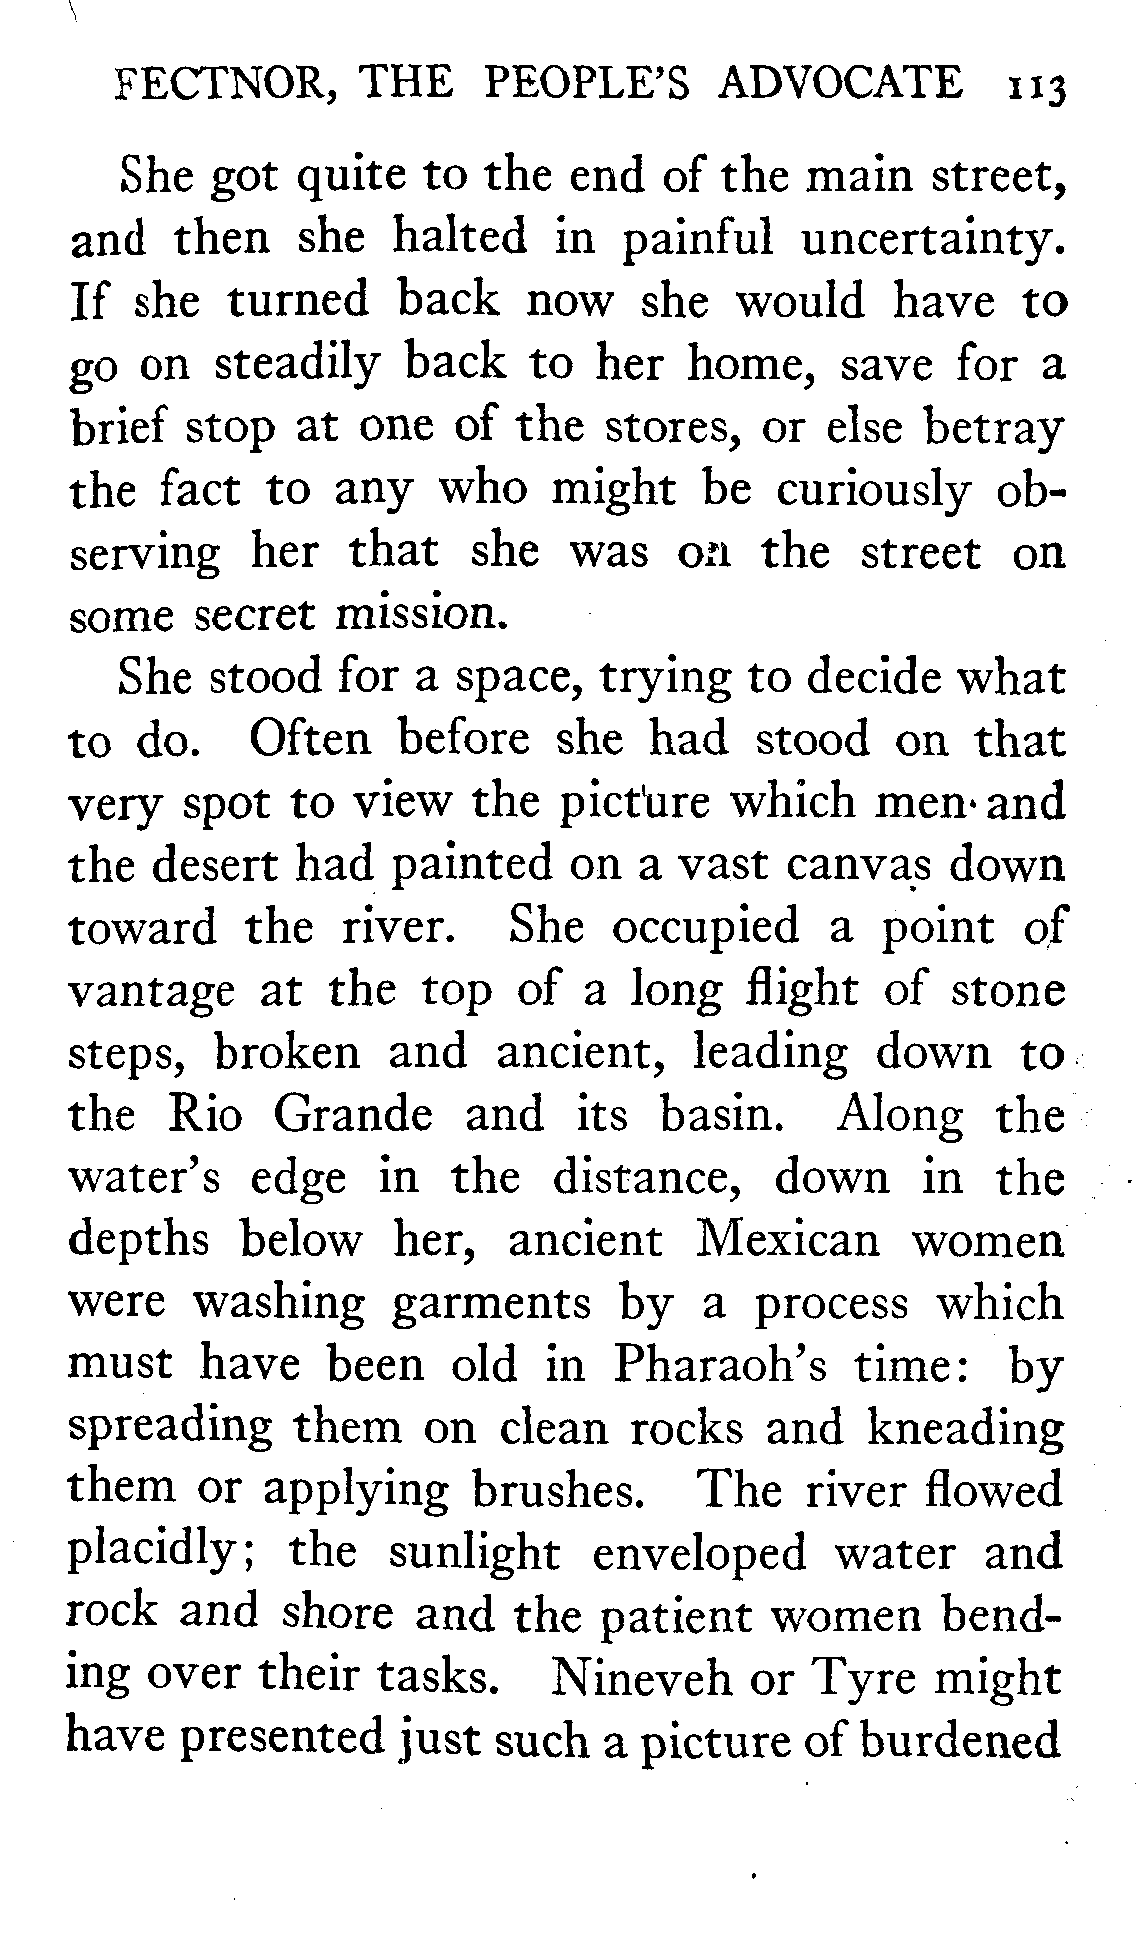 FECTNOR, THE PEOPLE'S ADVOCATE 113
She got quite to the end of the main street,
and then she halted in painful uncertainty.
If she turned back now she would have to
go on steadily back to her home, save for a
brief stop at one of the stores, or else betray
the fact to any who might be curiously ob-
serving her that she was on the street on
some secret mission.
She stood for a space, trying to decide what
to do. Often before she had stood on that
very spot to view the picture which men and
the desert had painted on a vast canvas down
toward the river. She occupied a point of
vantage at the top of a long flight of stone
steps, broken and ancient, leading down to
the Rio Grande and its basin. Along the
water's edge in the distance, down in the
depths below her, ancient Mexican women
were washing garments by a process which
must have been old in Pharaoh's time: by
spreading them on clean rocks and kneading
them or applying brushes. The river flowed
placidly; the sunlight enveloped water and
rock and shore and the patient women bend-
ing over their tasks. Nineveh or Tyre might
have presented just such a picture of burdened